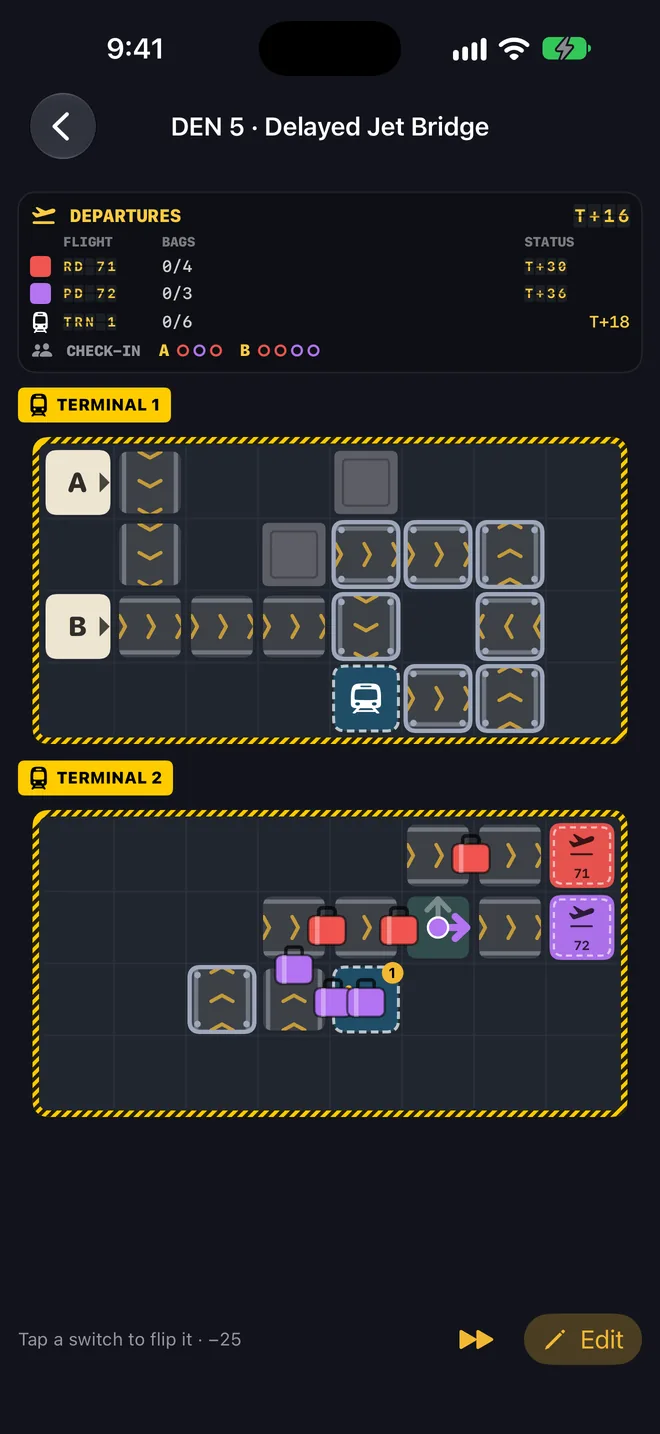 9:41
DEN 5 · Delayed Jet Bridge
DEPARTURES T+16
FLIGHT BAGS STATUS
RD 71 0/4 T+30
PD 72 0/3 T+36
TRN 1 0/6 T+18
CHECK-IN A B
TERMINAL 1
A
B
TERMINAL 2
71
72
1
Tap a switch to flip it · −25
Edit